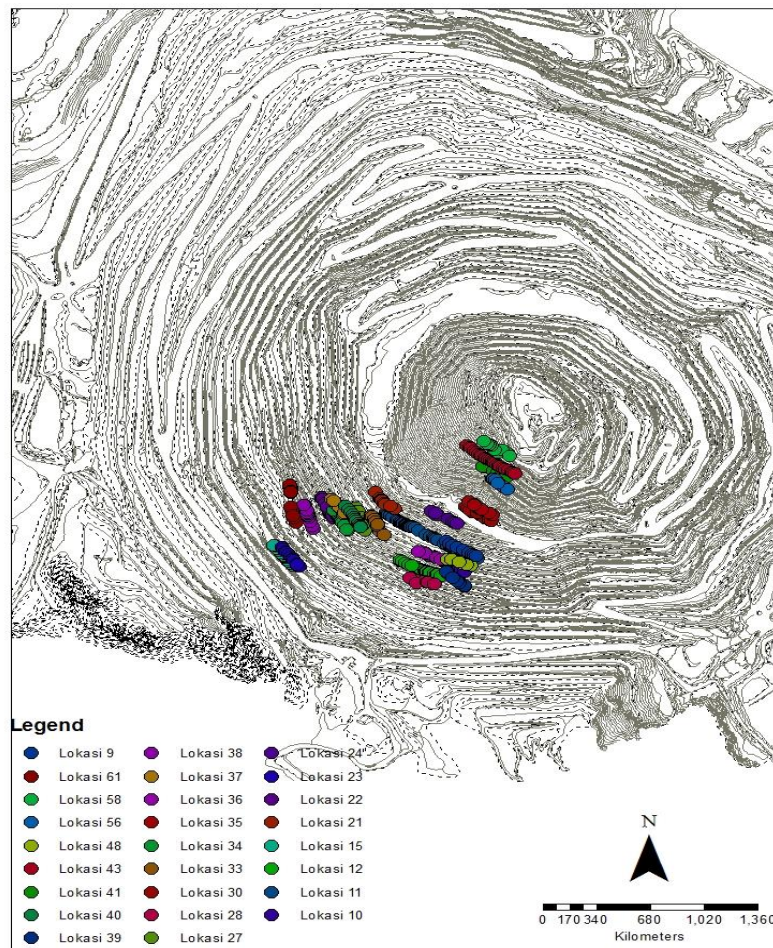 Legend
Lokasi 9
Lokasi 61
Lokasi 58
Lokasi 56
Lokasi 48
Lokasi 43
Lokasi 41
Lokasi 40
Lokasi 39
Lokasi 38
Lokasi 37
Lokasi 36
Lokasi 35
Lokasi 34
Lokasi 33
Lokasi 30
Lokasi 28
Lokasi 27
Lokasi 24
Lokasi 23
Lokasi 22
Lokasi 21
Lokasi 15
Lokasi 12
Lokasi 11
Lokasi 10
N
0 170 340 680 1,020 1,360
Kilometers